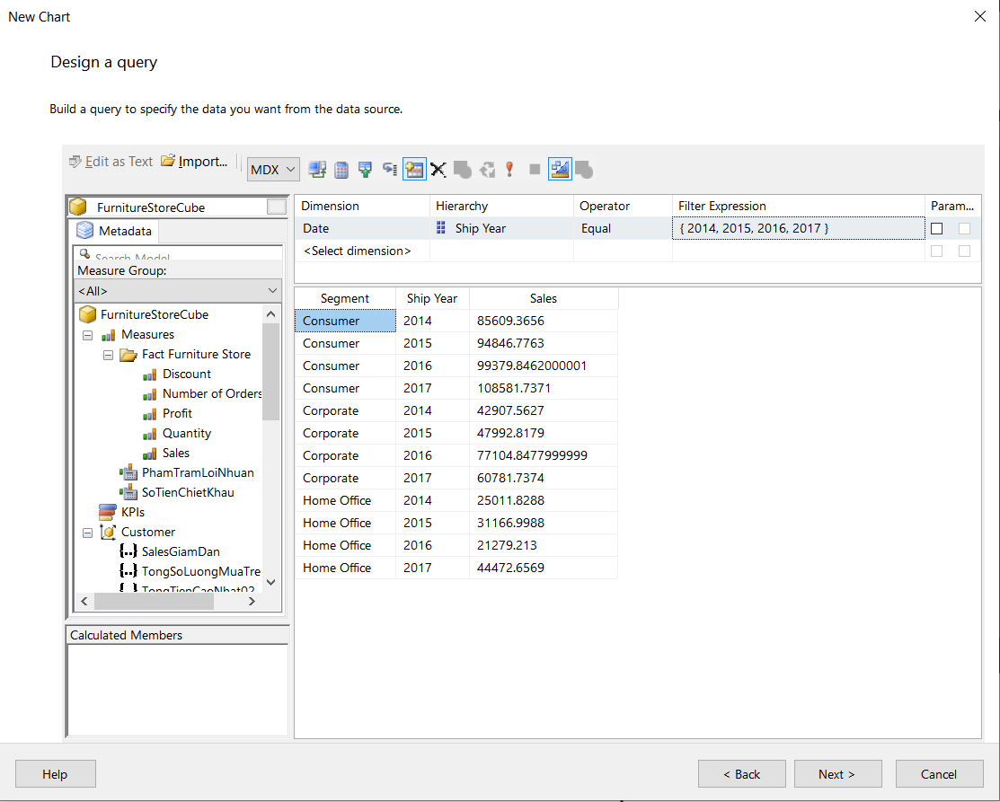 New Chart
Design a query
Build a query to specify the data you want from the data source.
Edit as Text Import... MDX
FurnitureStoreCube
Metadata
Search Model
Measure Group:
<All>
FurnitureStoreCube
Measures
Fact Furniture Store
Discount
Number of Orders
Profit
Quantity
Sales
PhamTramLoiNhuan
SoTienChietKhau
KPIs
Customer
SalesGiamDan
TongSoLuongMuaTre
TongTienCaoNhat02
Calculated Members
Dimension Hierarchy Operator Filter Expression Param...
Date Ship Year Equal { 2014, 2015, 2016, 2017 }
<Select dimension>
Segment Ship Year Sales
Consumer 2014 85609.3656
Consumer 2015 94846.7763
Consumer 2016 99379.8462000001
Consumer 2017 108581.7371
Corporate 2014 42907.5627
Corporate 2015 47992.8179
Corporate 2016 77104.8477999999
Corporate 2017 60781.7374
Home Office 2014 25011.8288
Home Office 2015 31166.9988
Home Office 2016 21279.213
Home Office 2017 44472.6569
Help < Back Next > Cancel